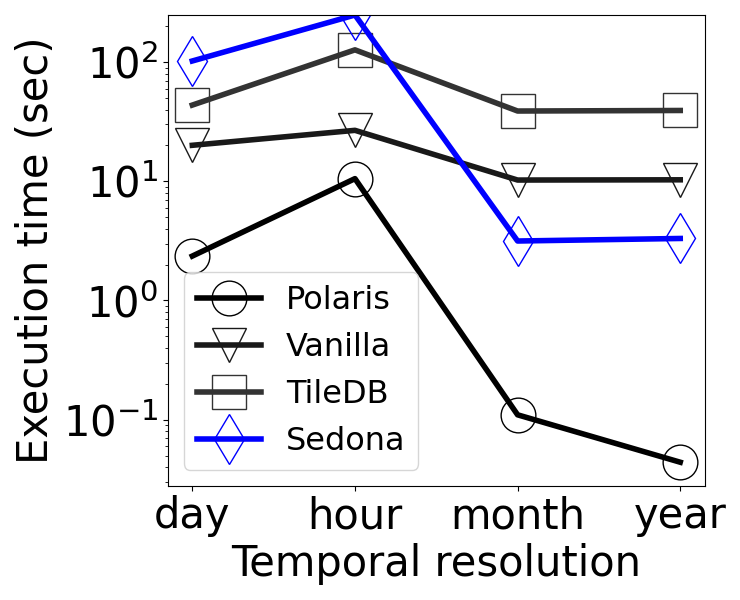 Execution time (sec)
10²
10¹
10⁰
10⁻¹
Polaris
Vanilla
TileDB
Sedona
day hour month year
Temporal resolution